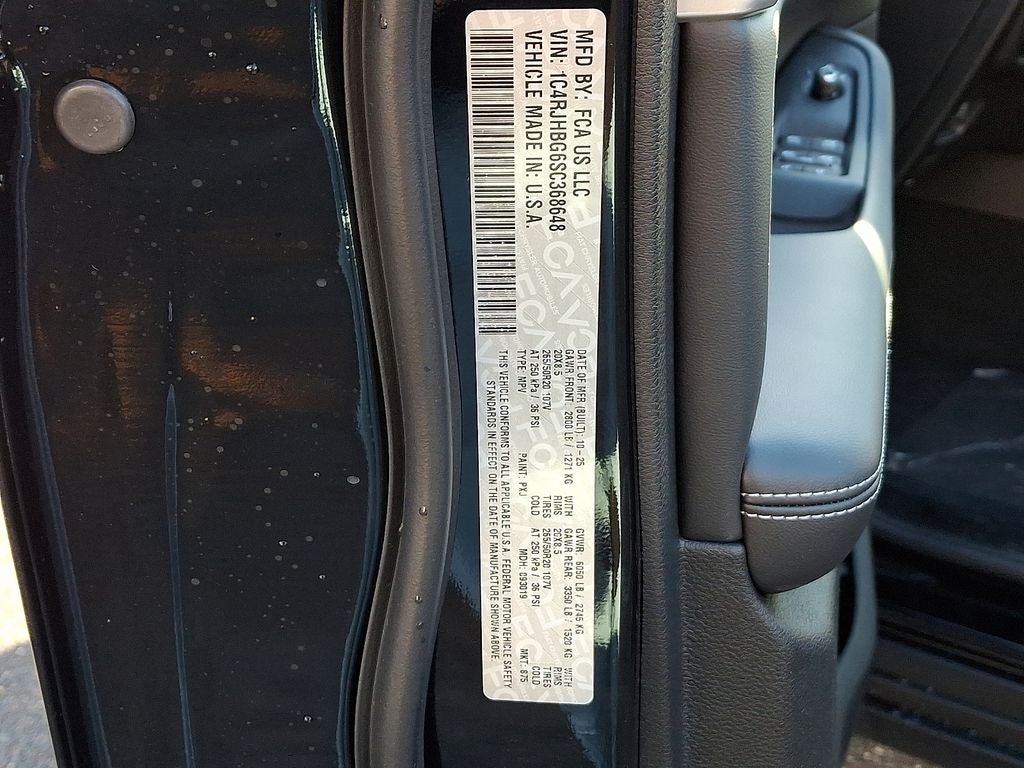 MFD BY: FCA US LLC
VIN: 1C4RJHBG6SC368648
VEHICLE MADE IN: U.S.A.
DATE OF MFR (BUILT): 10-25 GVWR: 6050 LB / 2745 KG
GAWR FRONT: 2800 LB / 1271 KG WITH GAWR REAR: 3350 LB / 1520 KG WITH
20X8.5 RIMS 20X8.5 RIMS
265/50R20 107V TIRES 265/50R20 107V TIRES
AT 250 kPa / 36 PSI COLD AT 250 kPa / 36 PSI COLD
TYPE: MPV PAINT: PXJ MDH: 093019 MKT: 875
THIS VEHICLE CONFORMS TO ALL APPLICABLE U.S.A. FEDERAL MOTOR VEHICLE SAFETY
STANDARDS IN EFFECT ON THE DATE OF MANUFACTURE SHOWN ABOVE.